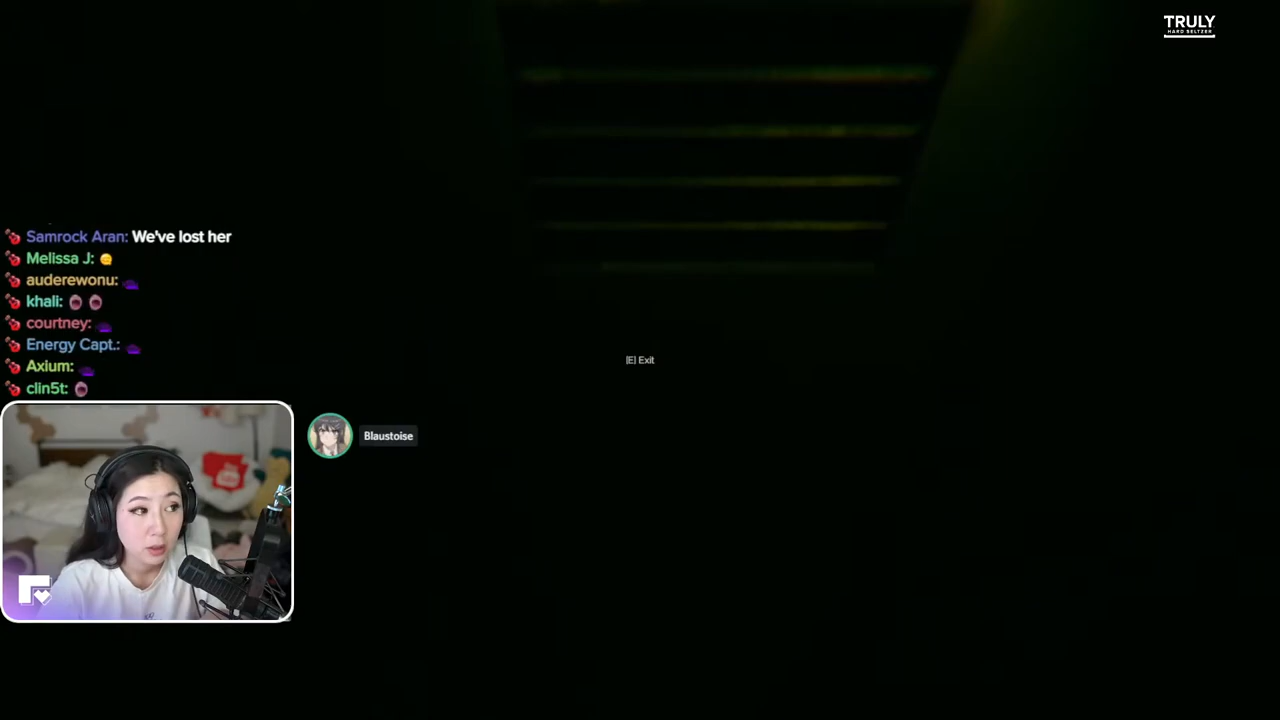 TRULY
HARD SELTZER
Samrock Aran: We've lost her
Melissa J:
auderewonu:
khali:
courtney:
Energy Capt.:
Axium:
clin5t:
[E] Exit
Blaustoise